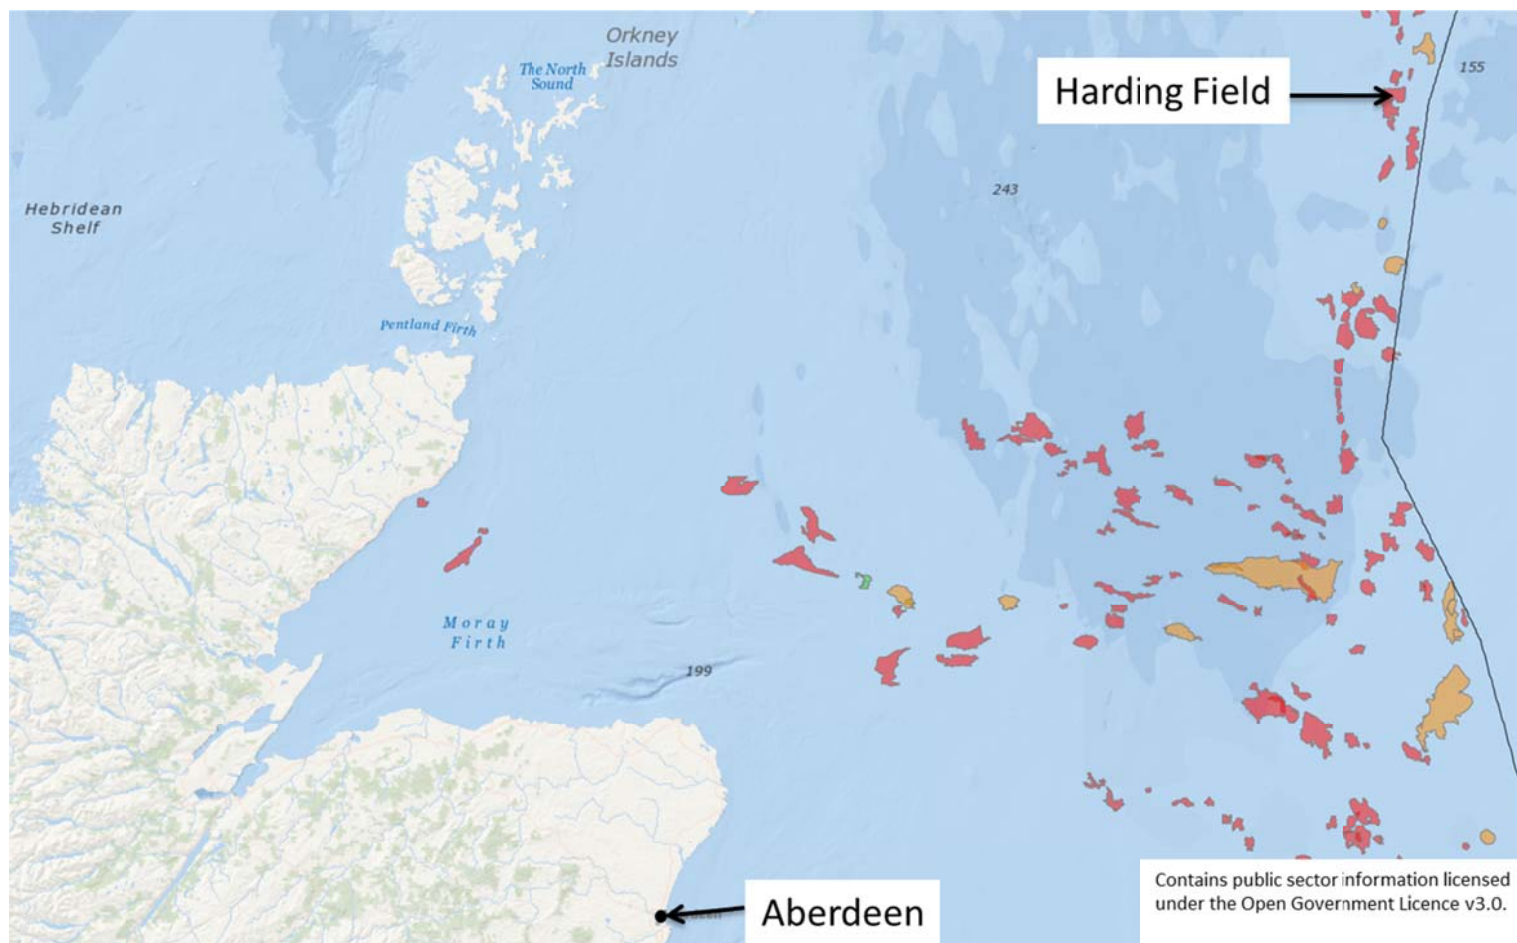 Orkney
Islands
The North
Sound
155
Harding Field
243
Hebridean
Shelf
Pentland Firth
Moray
Firth
199
Contains public sector information licensed
under the Open Government Licence v3.0.
Aberdeen